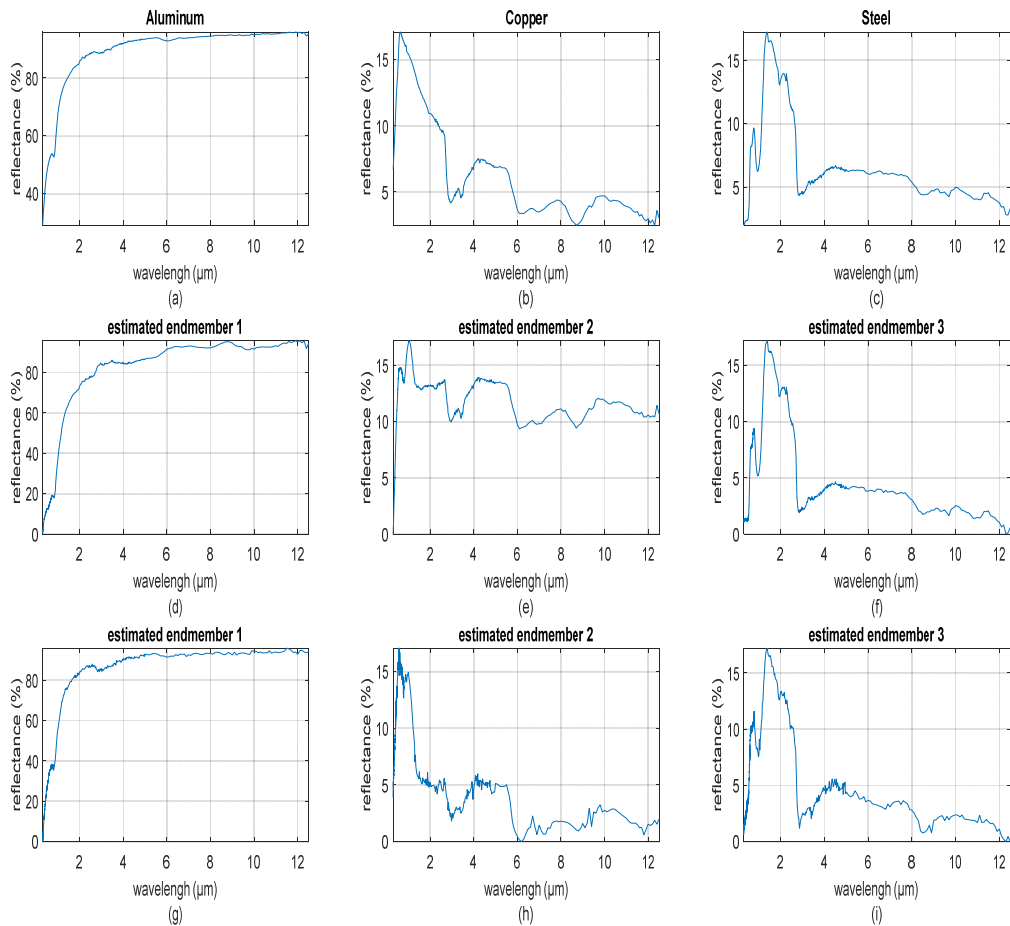 Aluminum
reflectance (%)
80
60
40
2 4 6 8 10 12
wavelengh (µm)
(a)
Copper
reflectance (%)
15
10
5
2 4 6 8 10 12
wavelengh (µm)
(b)
Steel
reflectance (%)
15
10
5
2 4 6 8 10 12
wavelengh (µm)
(c)
estimated endmember 1
reflectance (%)
80
60
40
20
0
2 4 6 8 10 12
wavelengh (µm)
(d)
estimated endmember 2
reflectance (%)
15
10
5
0
2 4 6 8 10 12
wavelengh (µm)
(e)
estimated endmember 3
reflectance (%)
15
10
5
0
2 4 6 8 10 12
wavelengh (µm)
(f)
estimated endmember 1
reflectance (%)
80
60
40
20
0
2 4 6 8 10 12
wavelengh (µm)
(g)
estimated endmember 2
reflectance (%)
15
10
5
0
2 4 6 8 10 12
wavelengh (µm)
(h)
estimated endmember 3
reflectance (%)
15
10
5
0
2 4 6 8 10 12
wavelengh (µm)
(i)